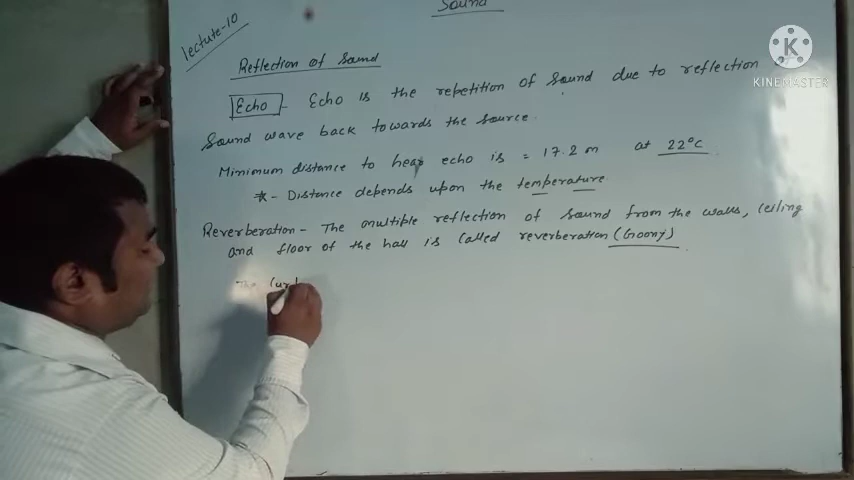 Sound
Lecture-10
Reflection of Sound
Echo - Echo is the repetition of Sound due to reflection of
Sound wave back towards the source.
Minimum distance to hear echo is = 17.2 m at 22°C
* - Distance depends upon the temperature
Reverberation - The multiple reflection of Sound from the walls, ceiling
and floor of the hall is called reverberation (Goonj)
The
KINEMASTER